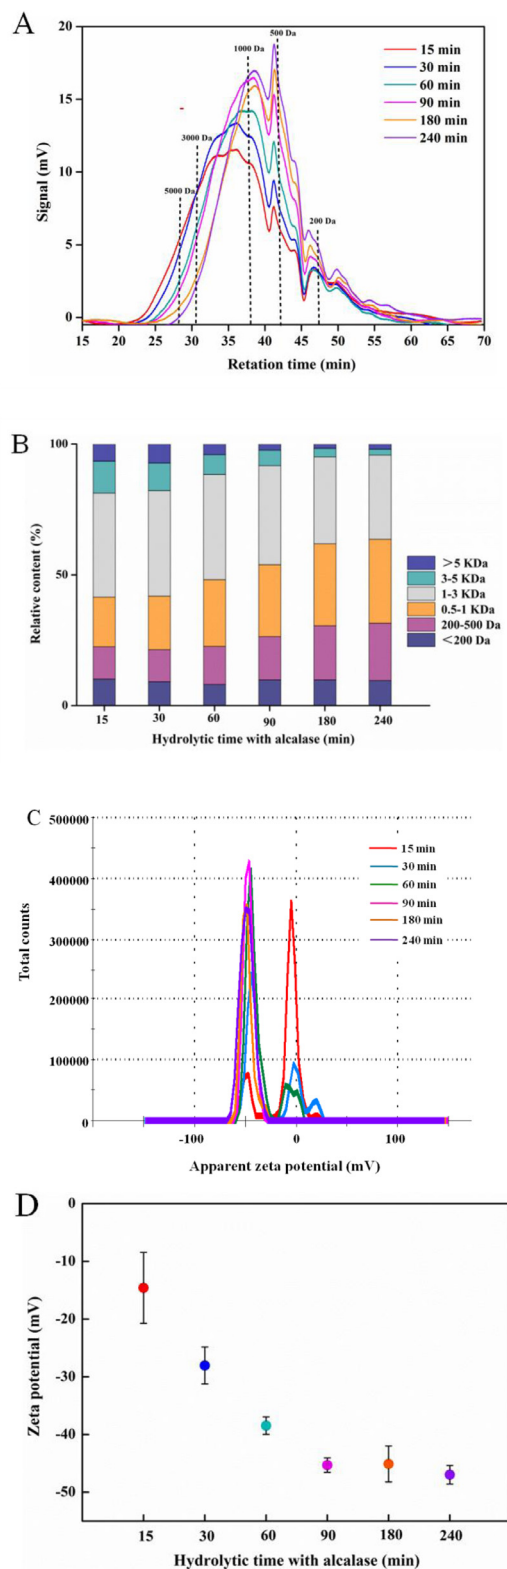 A
20
15
10
5
0
Signal (mV)
5000 Da
3000 Da
1000 Da
500 Da
200 Da
15 min
30 min
60 min
90 min
180 min
240 min
15 20 25 30 35 40 45 50 55 60 65 70
Retation time (min)
B
100
50
0
Relative content (%)
>5 KDa
3-5 KDa
1-3 KDa
0.5-1 KDa
200-500 Da
<200 Da
15 30 60 90 180 240
Hydrolytic time with alcalase (min)
C
500000
400000
300000
200000
100000
0
Total counts
15 min
30 min
60 min
90 min
180 min
240 min
-100 0 100
Apparent zeta potential (mV)
D
0
-10
-20
-30
-40
-50
Zeta potential (mV)
15 30 60 90 180 240
Hydrolytic time with alcalase (min)